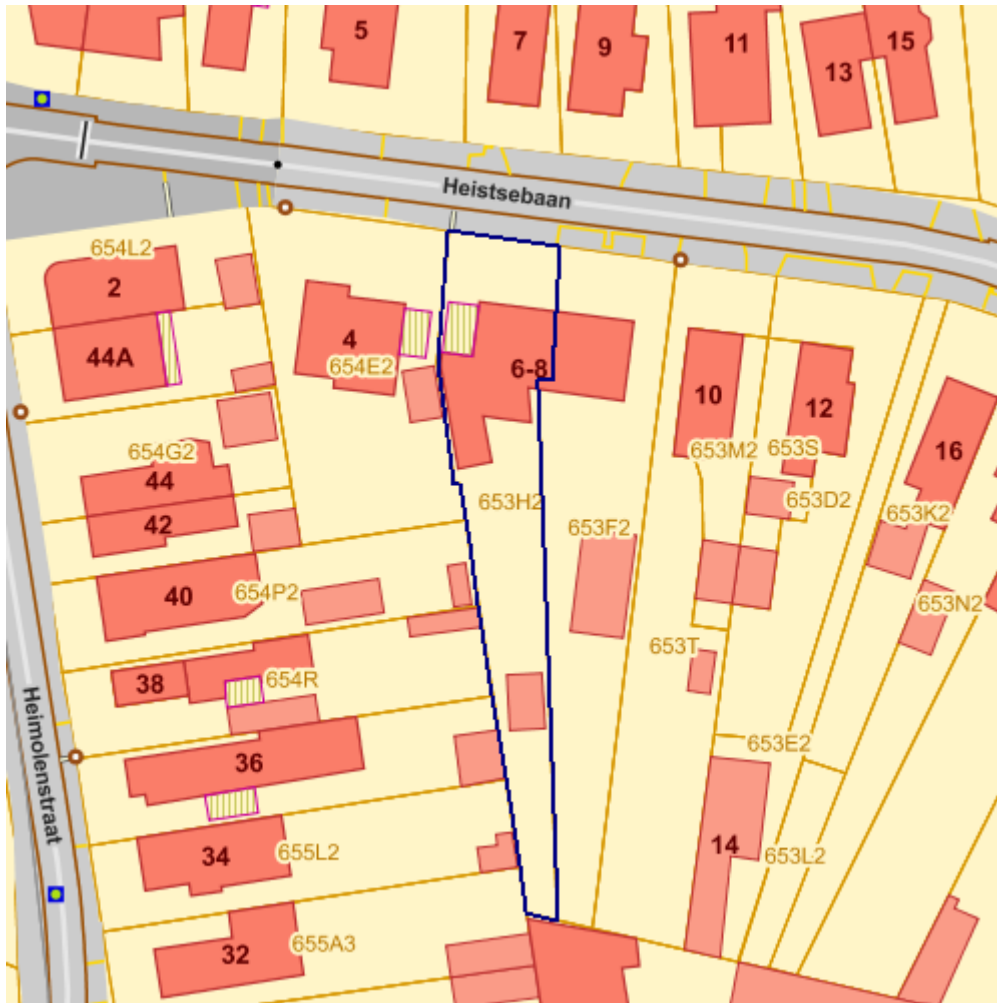 5
7
9
11
13
15
Heistsebaan
654L2
2
44A
4
654E2
6-8
10
12
16
654G2
44
42
653M2
653S
653D2
653H2
653F2
653K2
40
654P2
653N2
38
654R
653T
36
653E2
Heimolenstraat
34
655L2
14
653L2
32
655A3